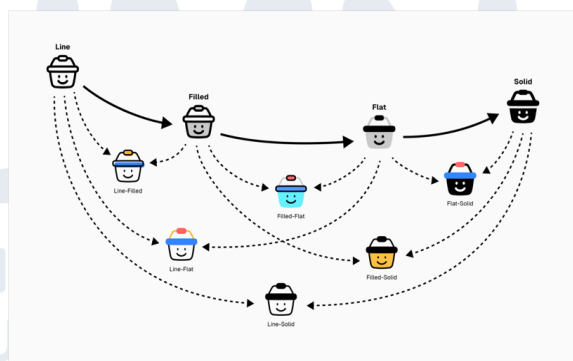 Line
Filled
Flat
Solid
Line-Filled
Filled-Flat
Flat-Solid
Line-Flat
Filled-Solid
Line-Solid